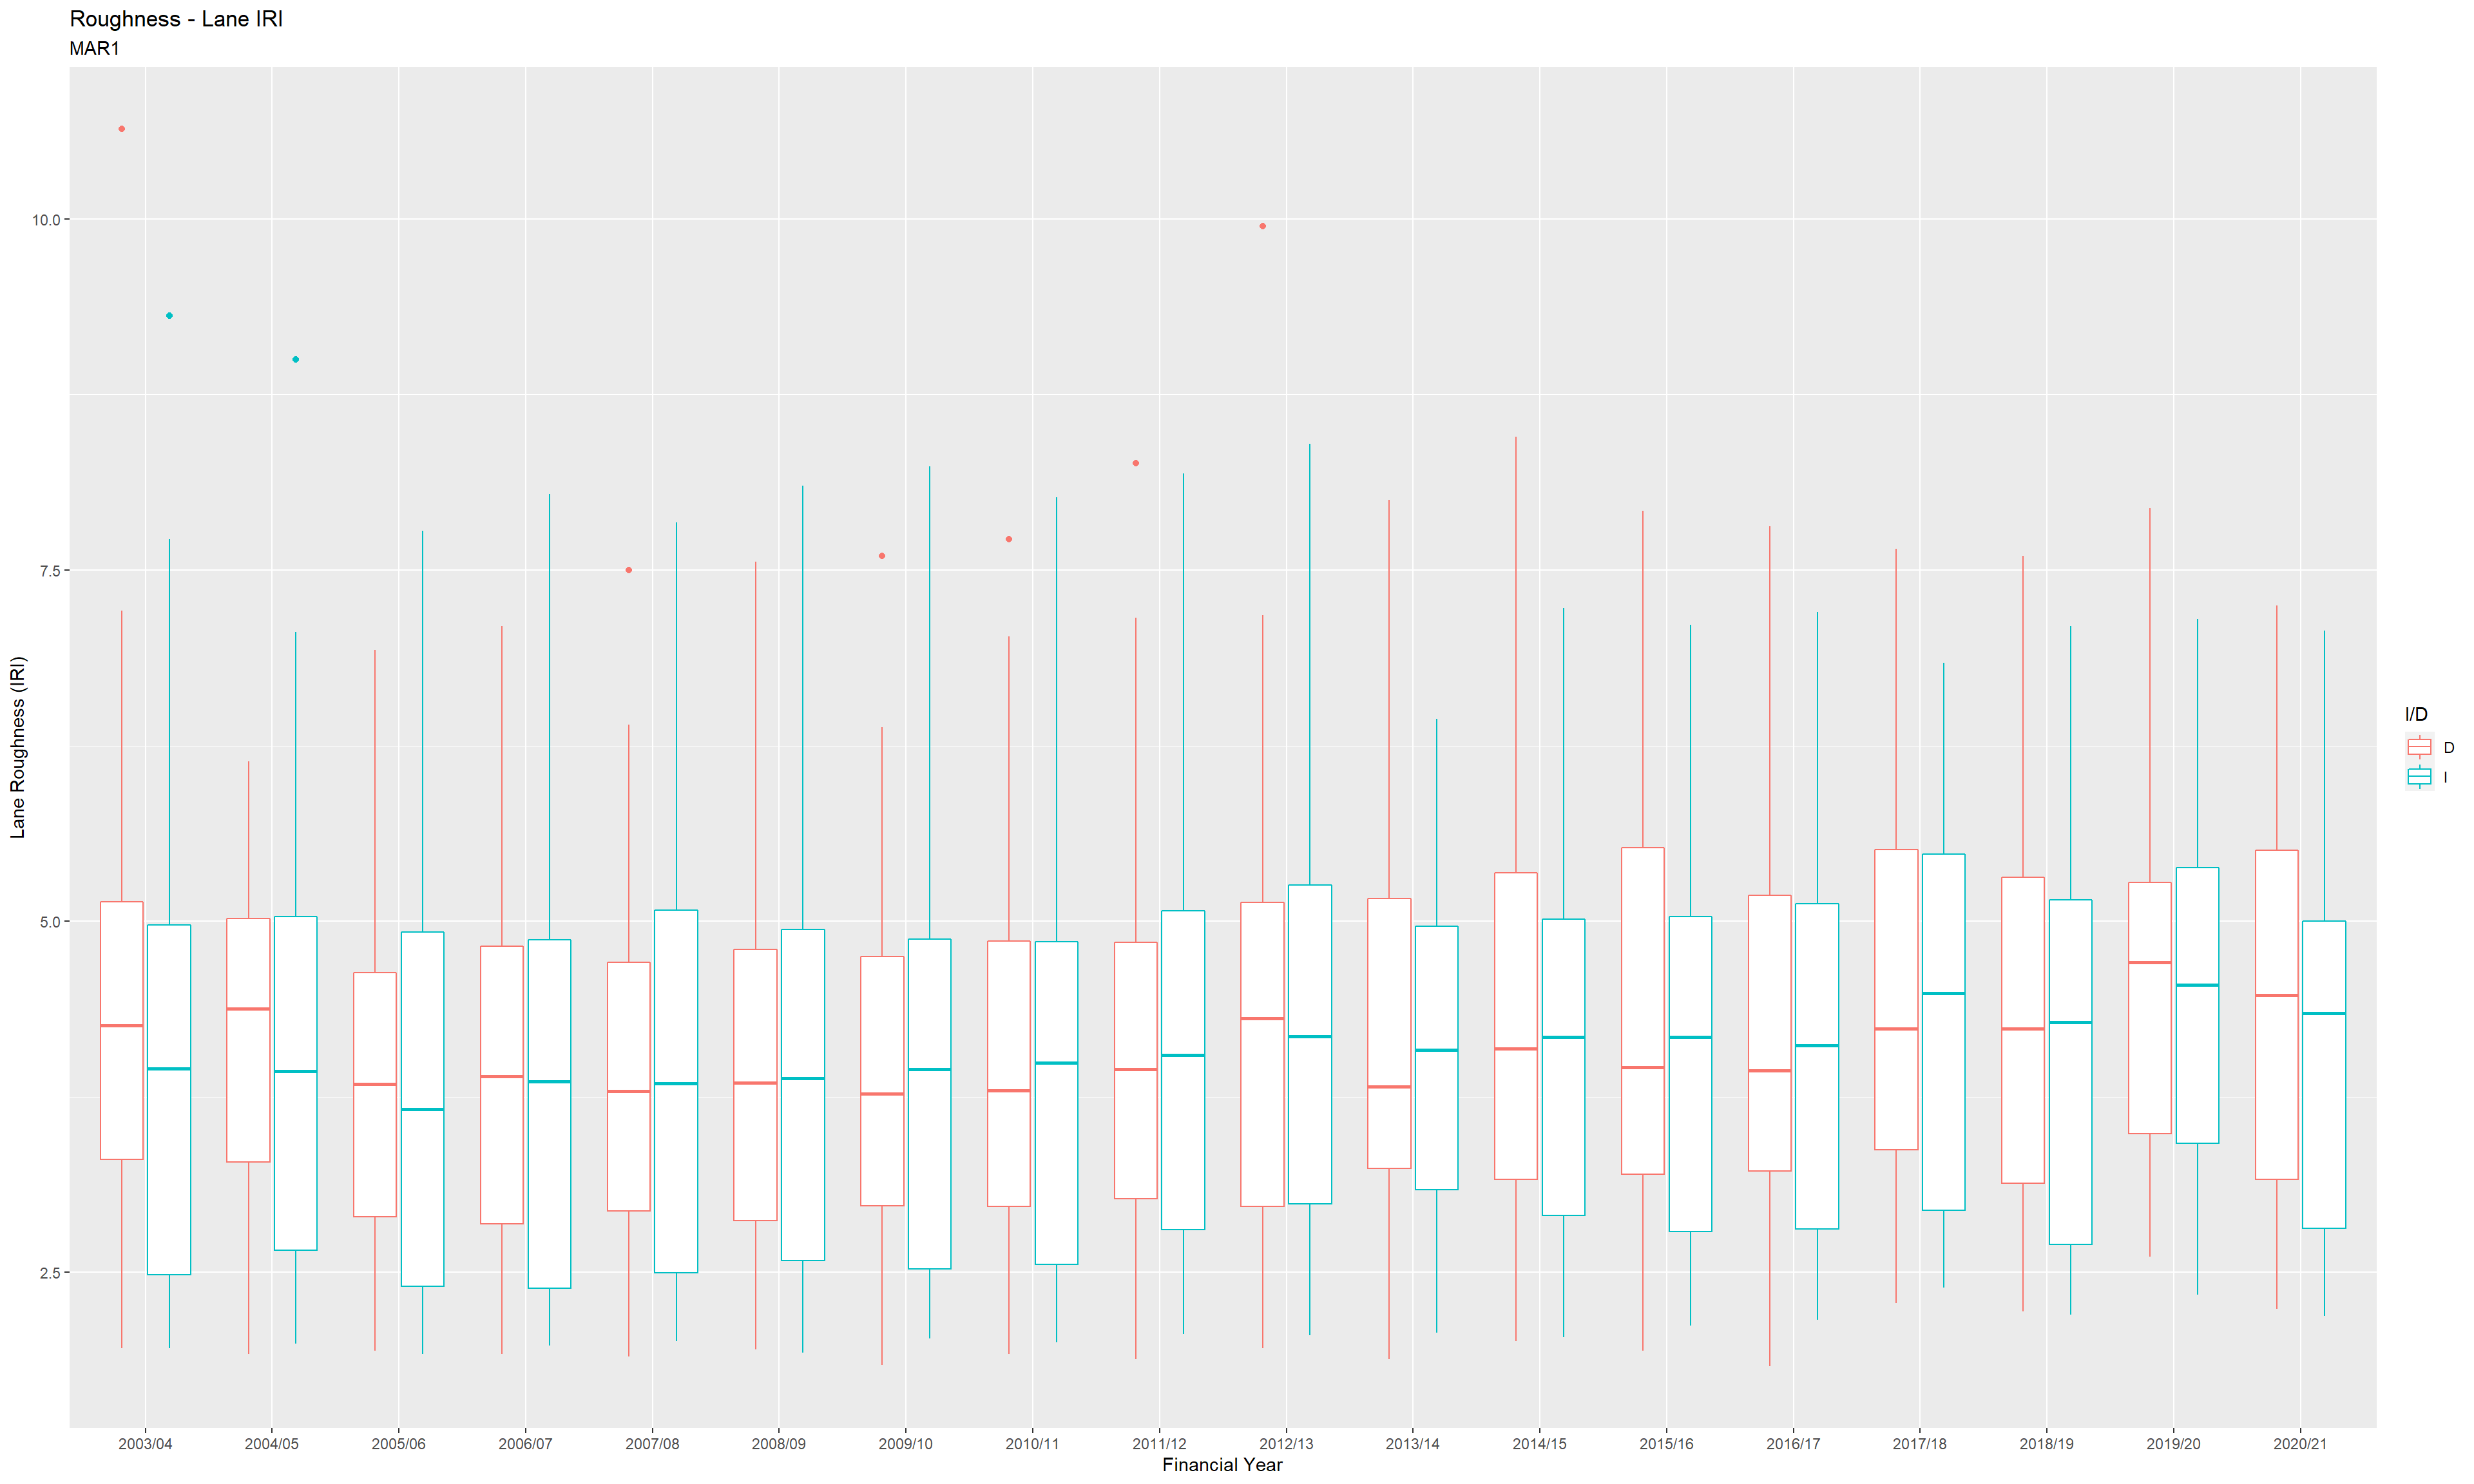 Roughness - Lane IRI
MAR1
Lane Roughness (IRI)
10.0
7.5
5.0
2.5
2003/04 2004/05 2005/06 2006/07 2007/08 2008/09 2009/10 2010/11 2011/12 2012/13 2013/14 2014/15 2015/16 2016/17 2017/18 2018/19 2019/20 2020/21
Financial Year
I/D
D
I